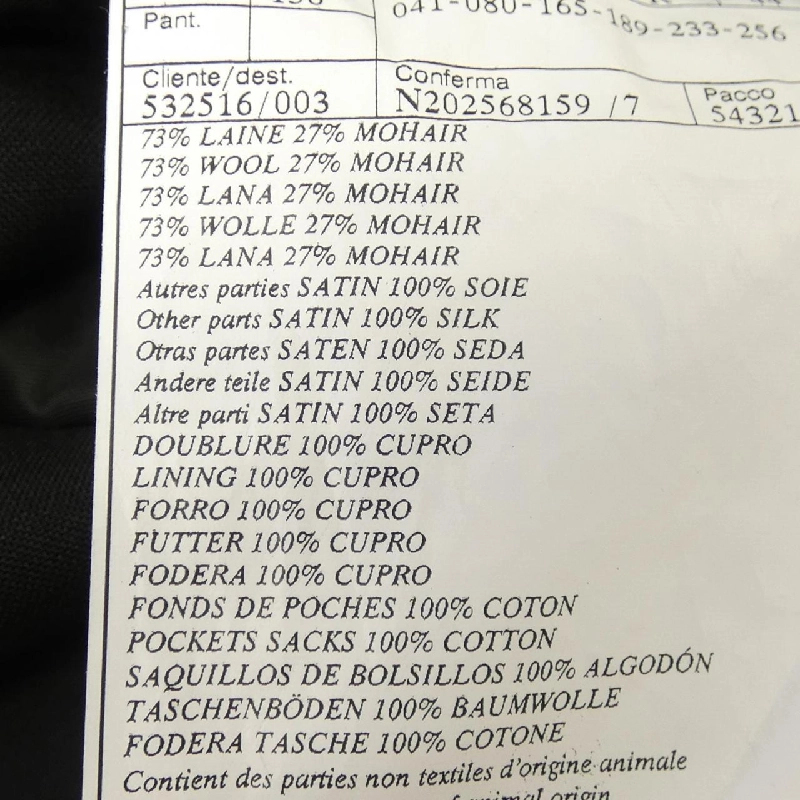 Pant.
041-080-165-189-233-256
Cliente/dest.
532516/003
Conferma
N202568159 /7
Pacco
54321
73% LAINE 27% MOHAIR
73% WOOL 27% MOHAIR
73% LANA 27% MOHAIR
73% WOLLE 27% MOHAIR
73% LANA 27% MOHAIR
Autres parties SATIN 100% SOIE
Other parts SATIN 100% SILK
Otras partes SATEN 100% SEDA
Andere teile SATIN 100% SEIDE
Altre parti SATIN 100% SETA
DOUBLURE 100% CUPRO
LINING 100% CUPRO
FORRO 100% CUPRO
FUTTER 100% CUPRO
FODERA 100% CUPRO
FONDS DE POCHES 100% COTON
POCKETS SACKS 100% COTTON
SAQUILLOS DE BOLSILLOS 100% ALGODÓN
TASCHENBÖDEN 100% BAUMWOLLE
FODERA TASCHE 100% COTONE
Contient des parties non textiles d'origine animale
animal origin